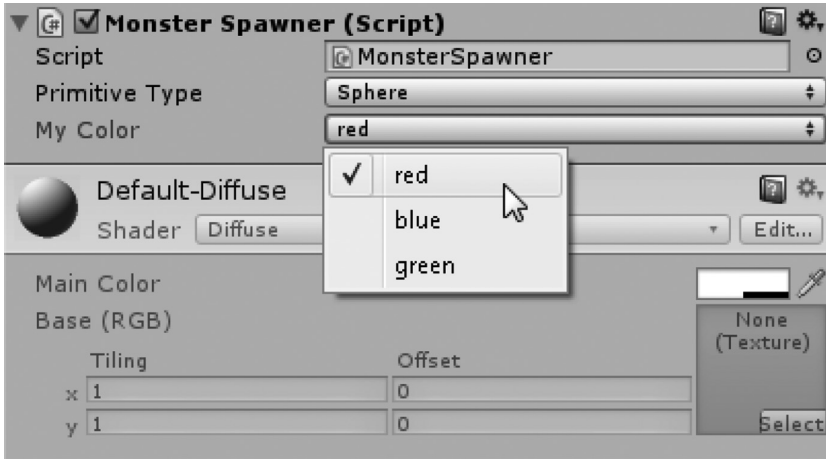 Monster Spawner (Script)
Script MonsterSpawner
Primitive Type Sphere
My Color red
red
blue
green
Default-Diffuse
Shader Diffuse Edit...
Main Color
Base (RGB) None
(Texture)
Tiling Offset
x 1 0
y 1 0 Select